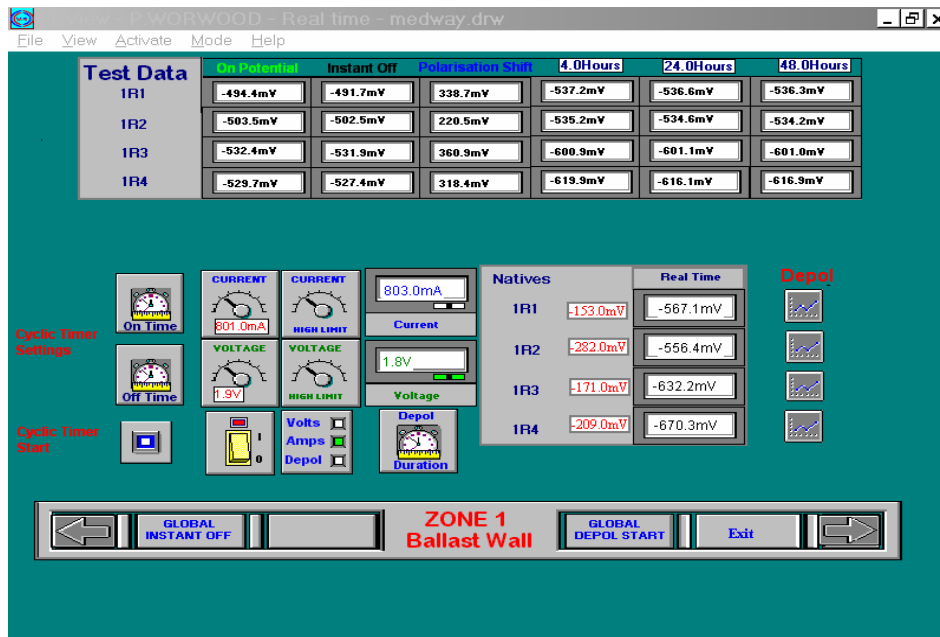 View - P.WORWOOD - Real time - medway.drw
File View Activate Mode Help
Test Data On Potential Instant Off Polarisation Shift 4.0Hours 24.0Hours 48.0Hours
1R1 -494.4mV -491.7mV 338.7mV -537.2mV -536.6mV -536.3mV
1R2 -503.5mV -502.5mV 220.5mV -535.2mV -534.6mV -534.2mV
1R3 -532.4mV -531.9mV 360.9mV -600.9mV -601.1mV -601.0mV
1R4 -529.7mV -527.4mV 318.4mV -619.9mV -616.1mV -616.9mV
Cyclic Timer
Settings
On Time
Off Time
Cyclic Timer
Start
CURRENT
801.0mA
CURRENT
HIGH LIMIT
803.0mA
Current
VOLTAGE
1.9V
VOLTAGE
HIGH LIMIT
1.8V
Voltage
I
0
Volts
Amps
Depol
Depol
Duration
Natives Real Time
1R1 -153.0mV -567.1mV
1R2 -282.0mV -556.4mV
1R3 -171.0mV -632.2mV
1R4 -209.0mV -670.3mV
Depol
GLOBAL
INSTANT OFF
ZONE 1
Ballast Wall
GLOBAL
DEPOL START
Exit